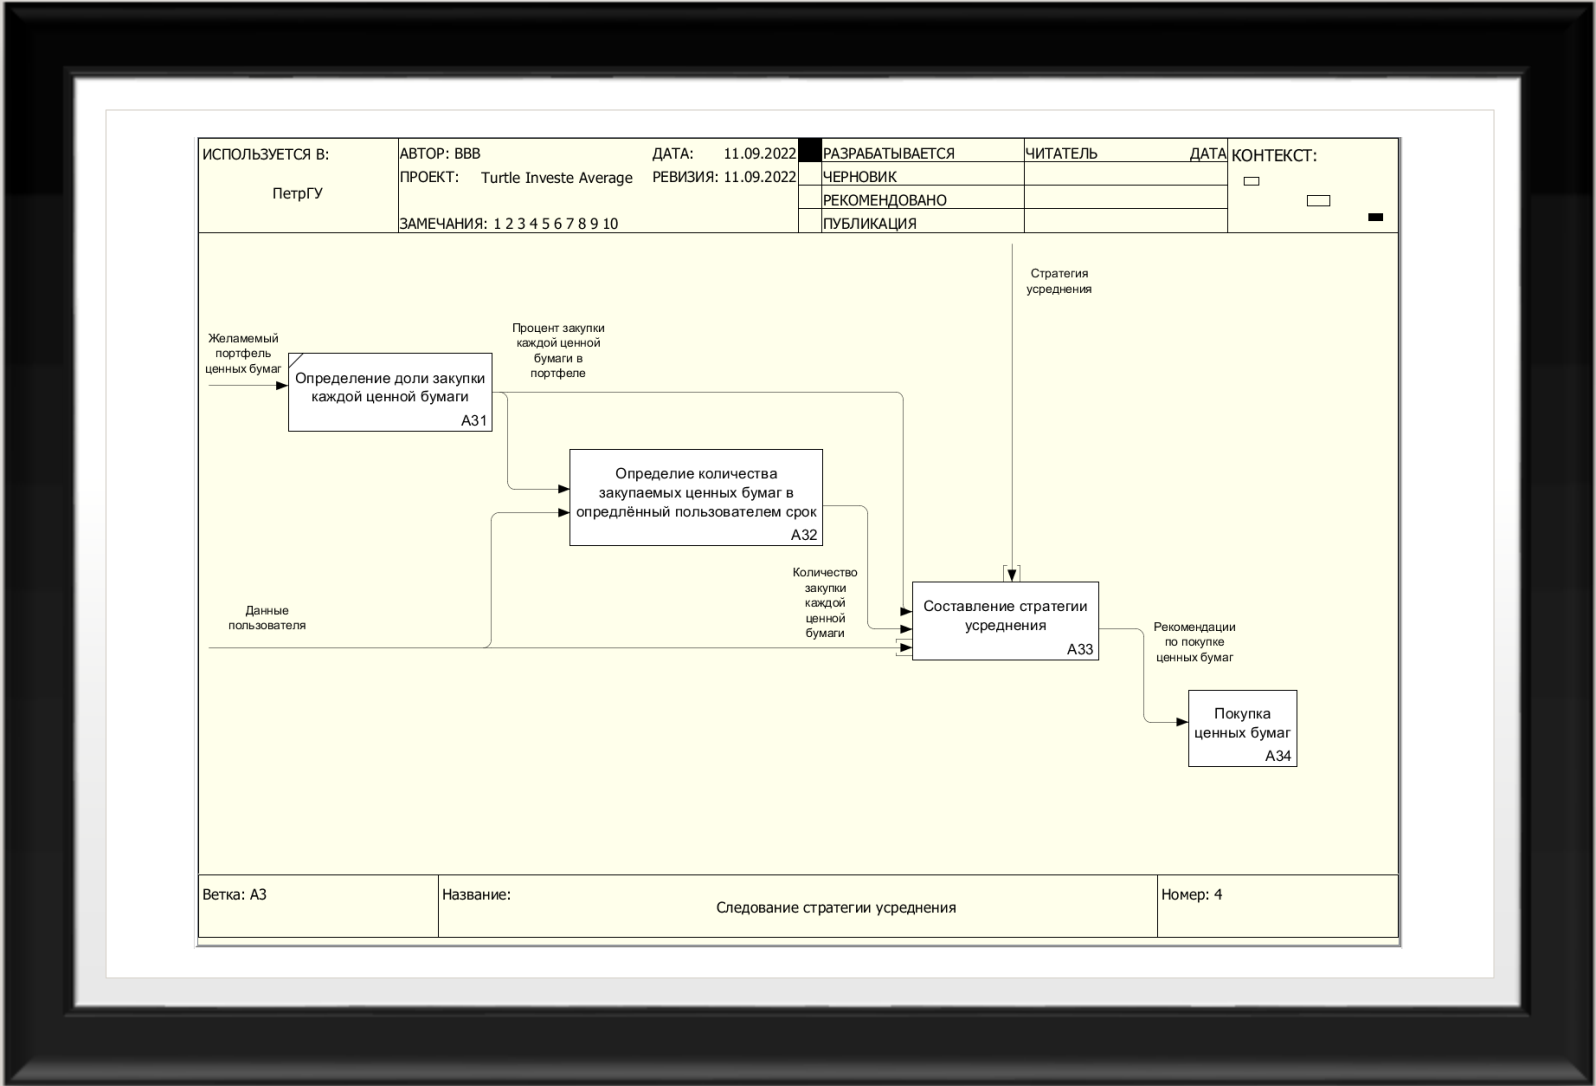 ИСПОЛЬЗУЕТСЯ В:
ПетрГУ
АВТОР: BBB
ДАТА: 11.09.2022
ПРОЕКТ: Turtle Investe Average
РЕВИЗИЯ: 11.09.2022
ЗАМЕЧАНИЯ: 1 2 3 4 5 6 7 8 9 10
РАЗРАБАТЫВАЕТСЯ
ЧЕРНОВИК
РЕКОМЕНДОВАНО
ПУБЛИКАЦИЯ
ЧИТАТЕЛЬ ДАТА
КОНТЕКСТ:
Стратегия
усреднения
Желамемый
портфель
ценных бумаг
Определение доли закупки
каждой ценной бумаги
A31
Процент закупки
каждой ценной
бумаги в
портфеле
Определие количества
закупаемых ценных бумаг в
опредлённый пользователем срок
A32
Данные
пользователя
Количество
закупки
каждой
ценной
бумаги
Составление стратегии
усреднения
A33
Рекомендации
по покупке
ценных бумаг
Покупка
ценных бумаг
A34
Ветка: A3
Название:
Следование стратегии усреднения
Номер: 4